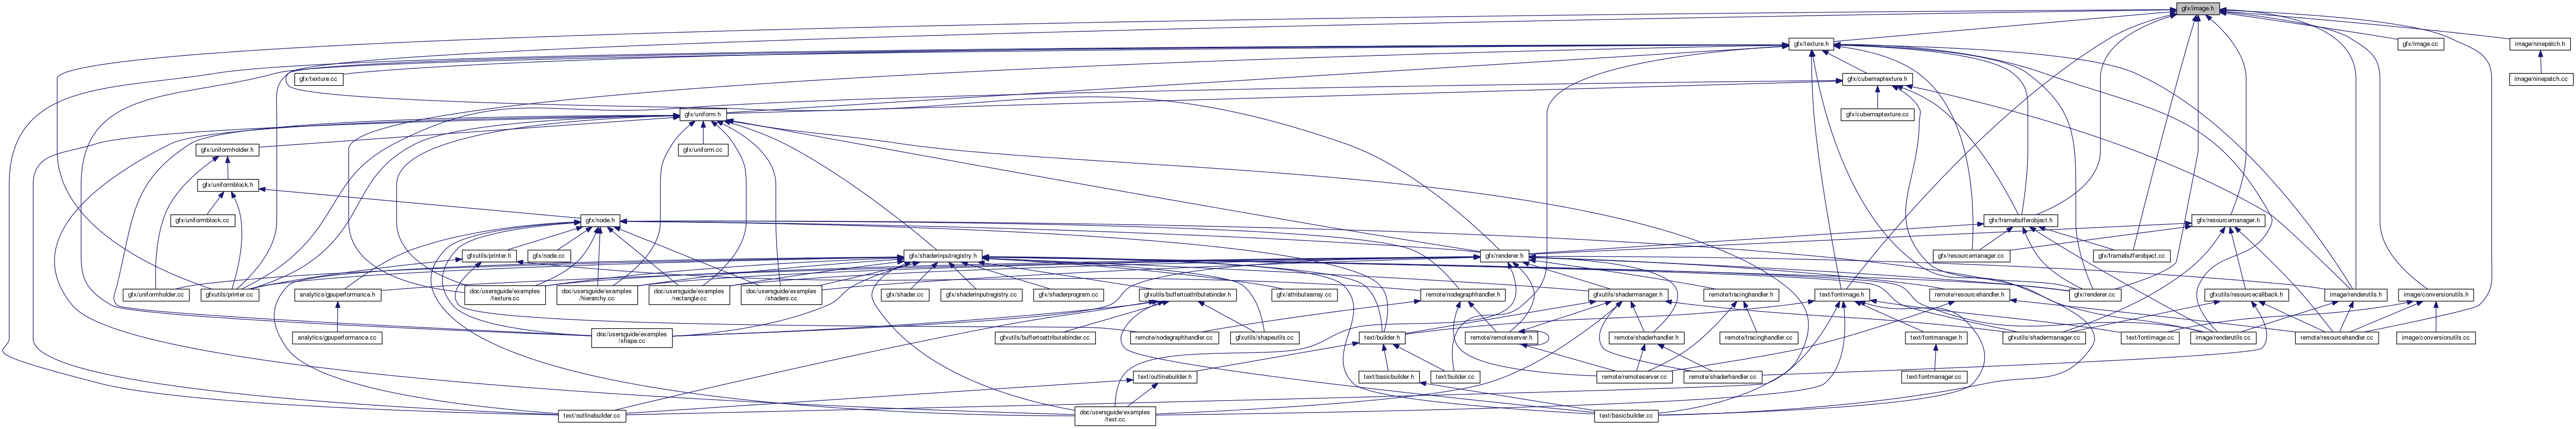 gfx/image.h
gfx/texture.h
gfx/image.cc
image/ninepatch.h
gfx/texture.cc
gfx/cubemaptexture.h
image/ninepatch.cc
gfx/uniform.h
gfx/cubemaptexture.cc
gfx/uniformholder.h
gfx/uniform.cc
gfx/uniformblock.h
gfx/uniformblock.cc
gfx/node.h
gfx/framebufferobject.h
gfx/resourcemanager.h
gfxutils/printer.h
gfx/node.cc
gfx/shaderinputregistry.h
gfx/renderer.h
gfx/resourcemanager.cc
gfx/framebufferobject.cc
gfx/uniformholder.cc
gfxutils/printer.cc
analytics/gpuperformance.h
doc/usersguide/examples
/texture.cc
doc/usersguide/examples
/hierarchy.cc
doc/usersguide/examples
/rectangle.cc
doc/usersguide/examples
/shaders.cc
gfx/shader.cc
gfx/shaderinputregistry.cc
gfx/shaderprogram.cc
gfxutils/buffertoattributebinder.h
gfx/attributearray.cc
remote/nodegraphhandler.h
gfxutils/shadermanager.h
remote/tracinghandler.h
text/fontimage.h
remote/resourcehandler.h
gfx/renderer.cc
gfxutils/resourcecallback.h
image/renderutils.h
image/conversionutils.h
analytics/gpuperformance.cc
doc/usersguide/examples
/shape.cc
gfxutils/buffertoattributebinder.cc
remote/nodegraphhandler.cc
gfxutils/shapeutils.cc
text/builder.h
remote/remoteserver.h
remote/shaderhandler.h
remote/tracinghandler.cc
text/fontmanager.h
gfxutils/shadermanager.cc
text/fontimage.cc
image/renderutils.cc
remote/resourcehandler.cc
image/conversionutils.cc
text/outlinebuilder.h
text/basicbuilder.h
text/builder.cc
remote/remoteserver.cc
remote/shaderhandler.cc
text/fontmanager.cc
text/outlinebuilder.cc
doc/usersguide/examples
/text.cc
text/basicbuilder.cc